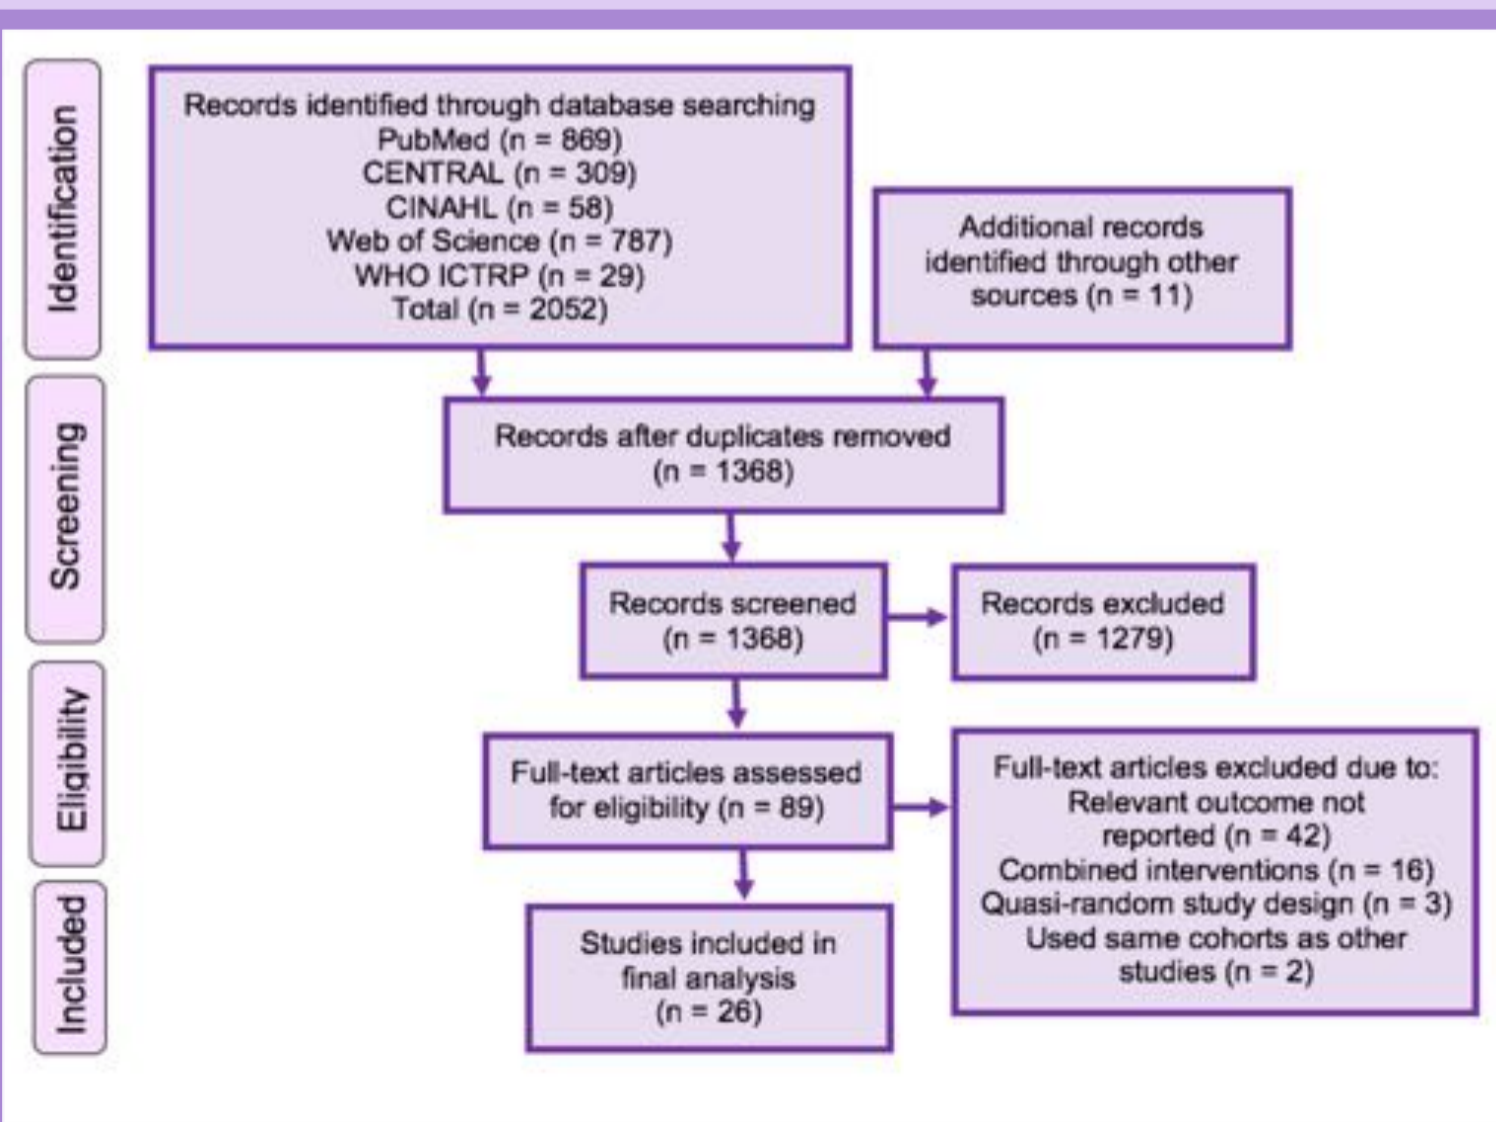 Identification
Records identified through database searching
PubMed (n = 869)
CENTRAL (n = 309)
CINAHL (n = 58)
Web of Science (n = 787)
WHO ICTRP (n = 29)
Total (n = 2052)
Additional records
identified through other
sources (n = 11)
Screening
Records after duplicates removed
(n = 1368)
Records screened
(n = 1368)
Records excluded
(n = 1279)
Eligibility
Full-text articles assessed
for eligibility (n = 89)
Full-text articles excluded due to:
Relevant outcome not
reported (n = 42)
Combined interventions (n = 16)
Quasi-random study design (n = 3)
Used same cohorts as other
studies (n = 2)
Included
Studies included in
final analysis
(n = 26)